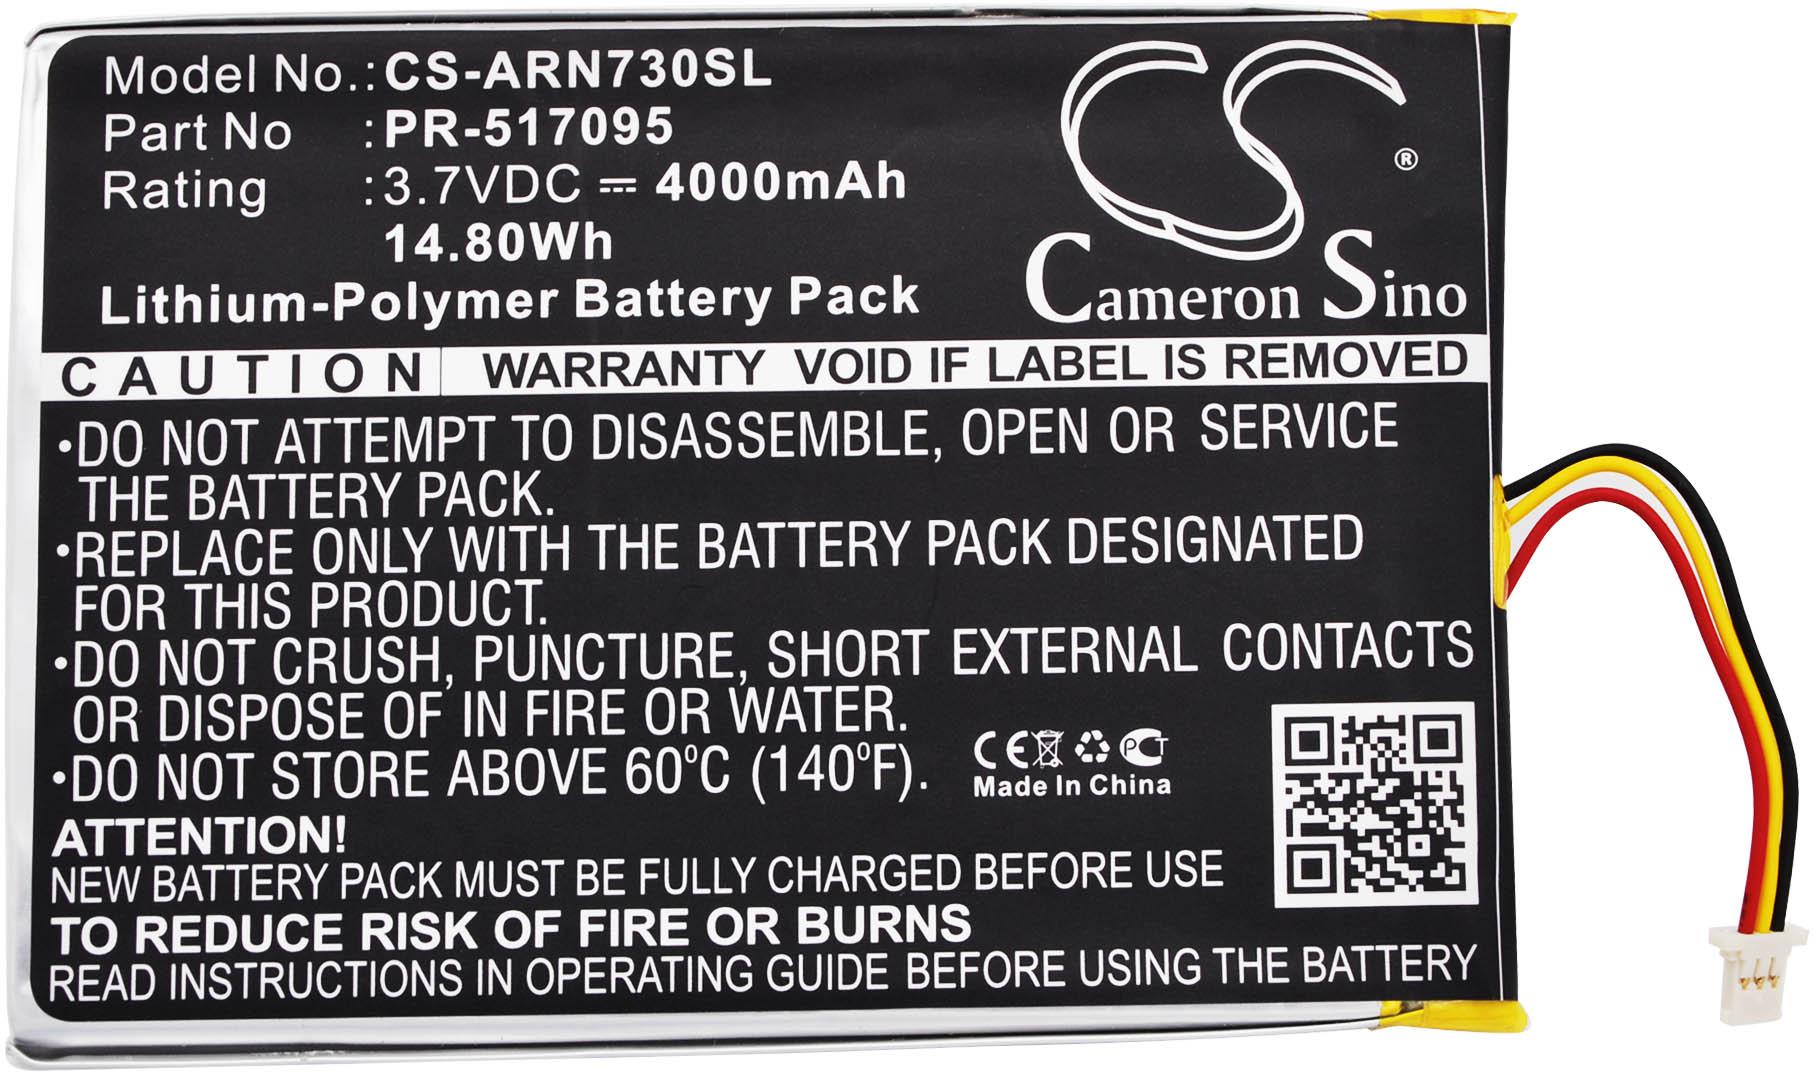 Model No.: CS-ARN730SL
Part No : PR-517095
Rating : 3.7VDC ⎓ 4000mAh
14.80Wh
Lithium-Polymer Battery Pack
CS ®
Cameron Sino
CAUTION WARRANTY VOID IF LABEL IS REMOVED
•DO NOT ATTEMPT TO DISASSEMBLE, OPEN OR SERVICE
THE BATTERY PACK.
•REPLACE ONLY WITH THE BATTERY PACK DESIGNATED
FOR THIS PRODUCT.
•DO NOT CRUSH, PUNCTURE, SHORT EXTERNAL CONTACTS
OR DISPOSE OF IN FIRE OR WATER.
•DO NOT STORE ABOVE 60°C (140°F).
CE PCT
Made In China
ATTENTION!
NEW BATTERY PACK MUST BE FULLY CHARGED BEFORE USE
TO REDUCE RISK OF FIRE OR BURNS
READ INSTRUCTIONS IN OPERATING GUIDE BEFORE USING THE BATTERY